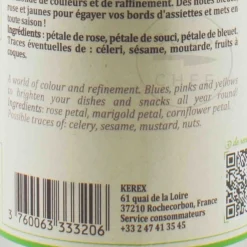 de couleurs et de raffinement. Des notes bleues,
rose et jaunes pour égayer vos bords d'assiettes et mets en
toute saison !
Ingrédients : pétale de rose, pétale de souci, pétale de bleuet.
Traces éventuelles de : céleri, sésame, moutarde, fruits à
coques.
CHEF
A world of colour and refinement. Blues, pinks and yellows
to brighten your dishes and snacks all year round
Ingredients: rose petal, marigold petal, cornflower petal.
Possible traces of: celery, sesame, mustard, nuts.
KEREX
61 quai de la Loire
37210 Rochecorbon, France
Service consommateurs
+33 2 47 41 35 45
3 760063 333206